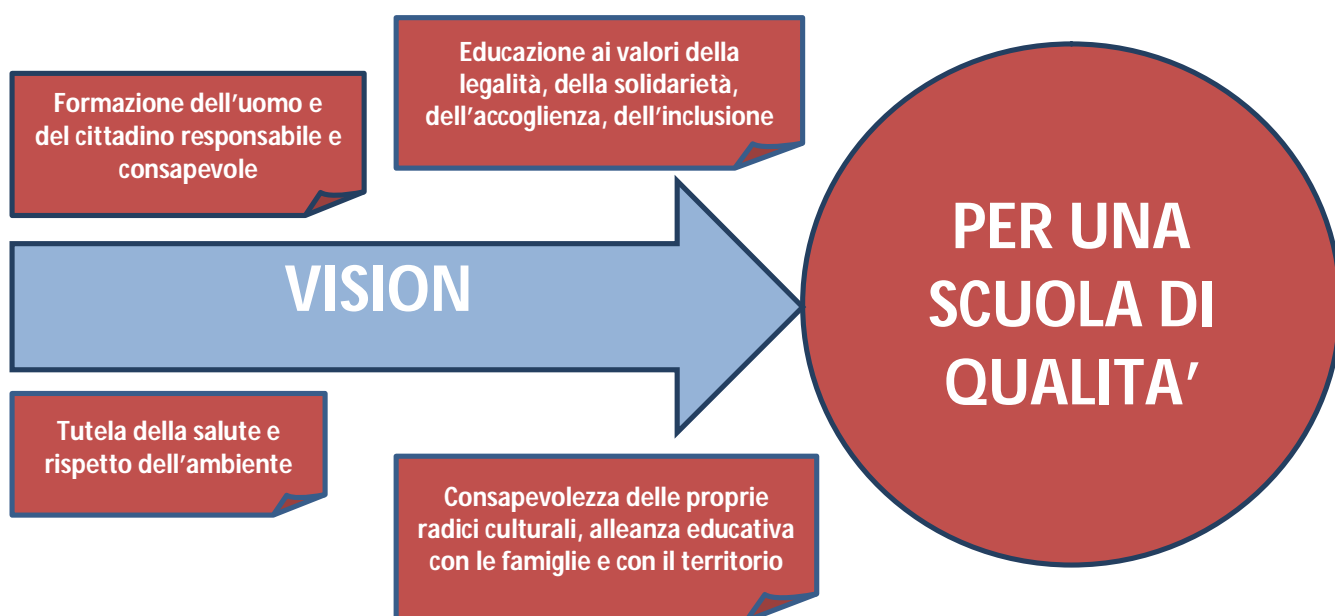 Formazione dell’uomo e
del cittadino responsabile e
consapevole
Educazione ai valori della
legalità, della solidarietà,
dell’accoglienza, dell’inclusione
VISION
PER UNA
SCUOLA DI
QUALITA’
Tutela della salute e
rispetto dell’ambiente
Consapevolezza delle proprie
radici culturali, alleanza educativa
con le famiglie e con il territorio